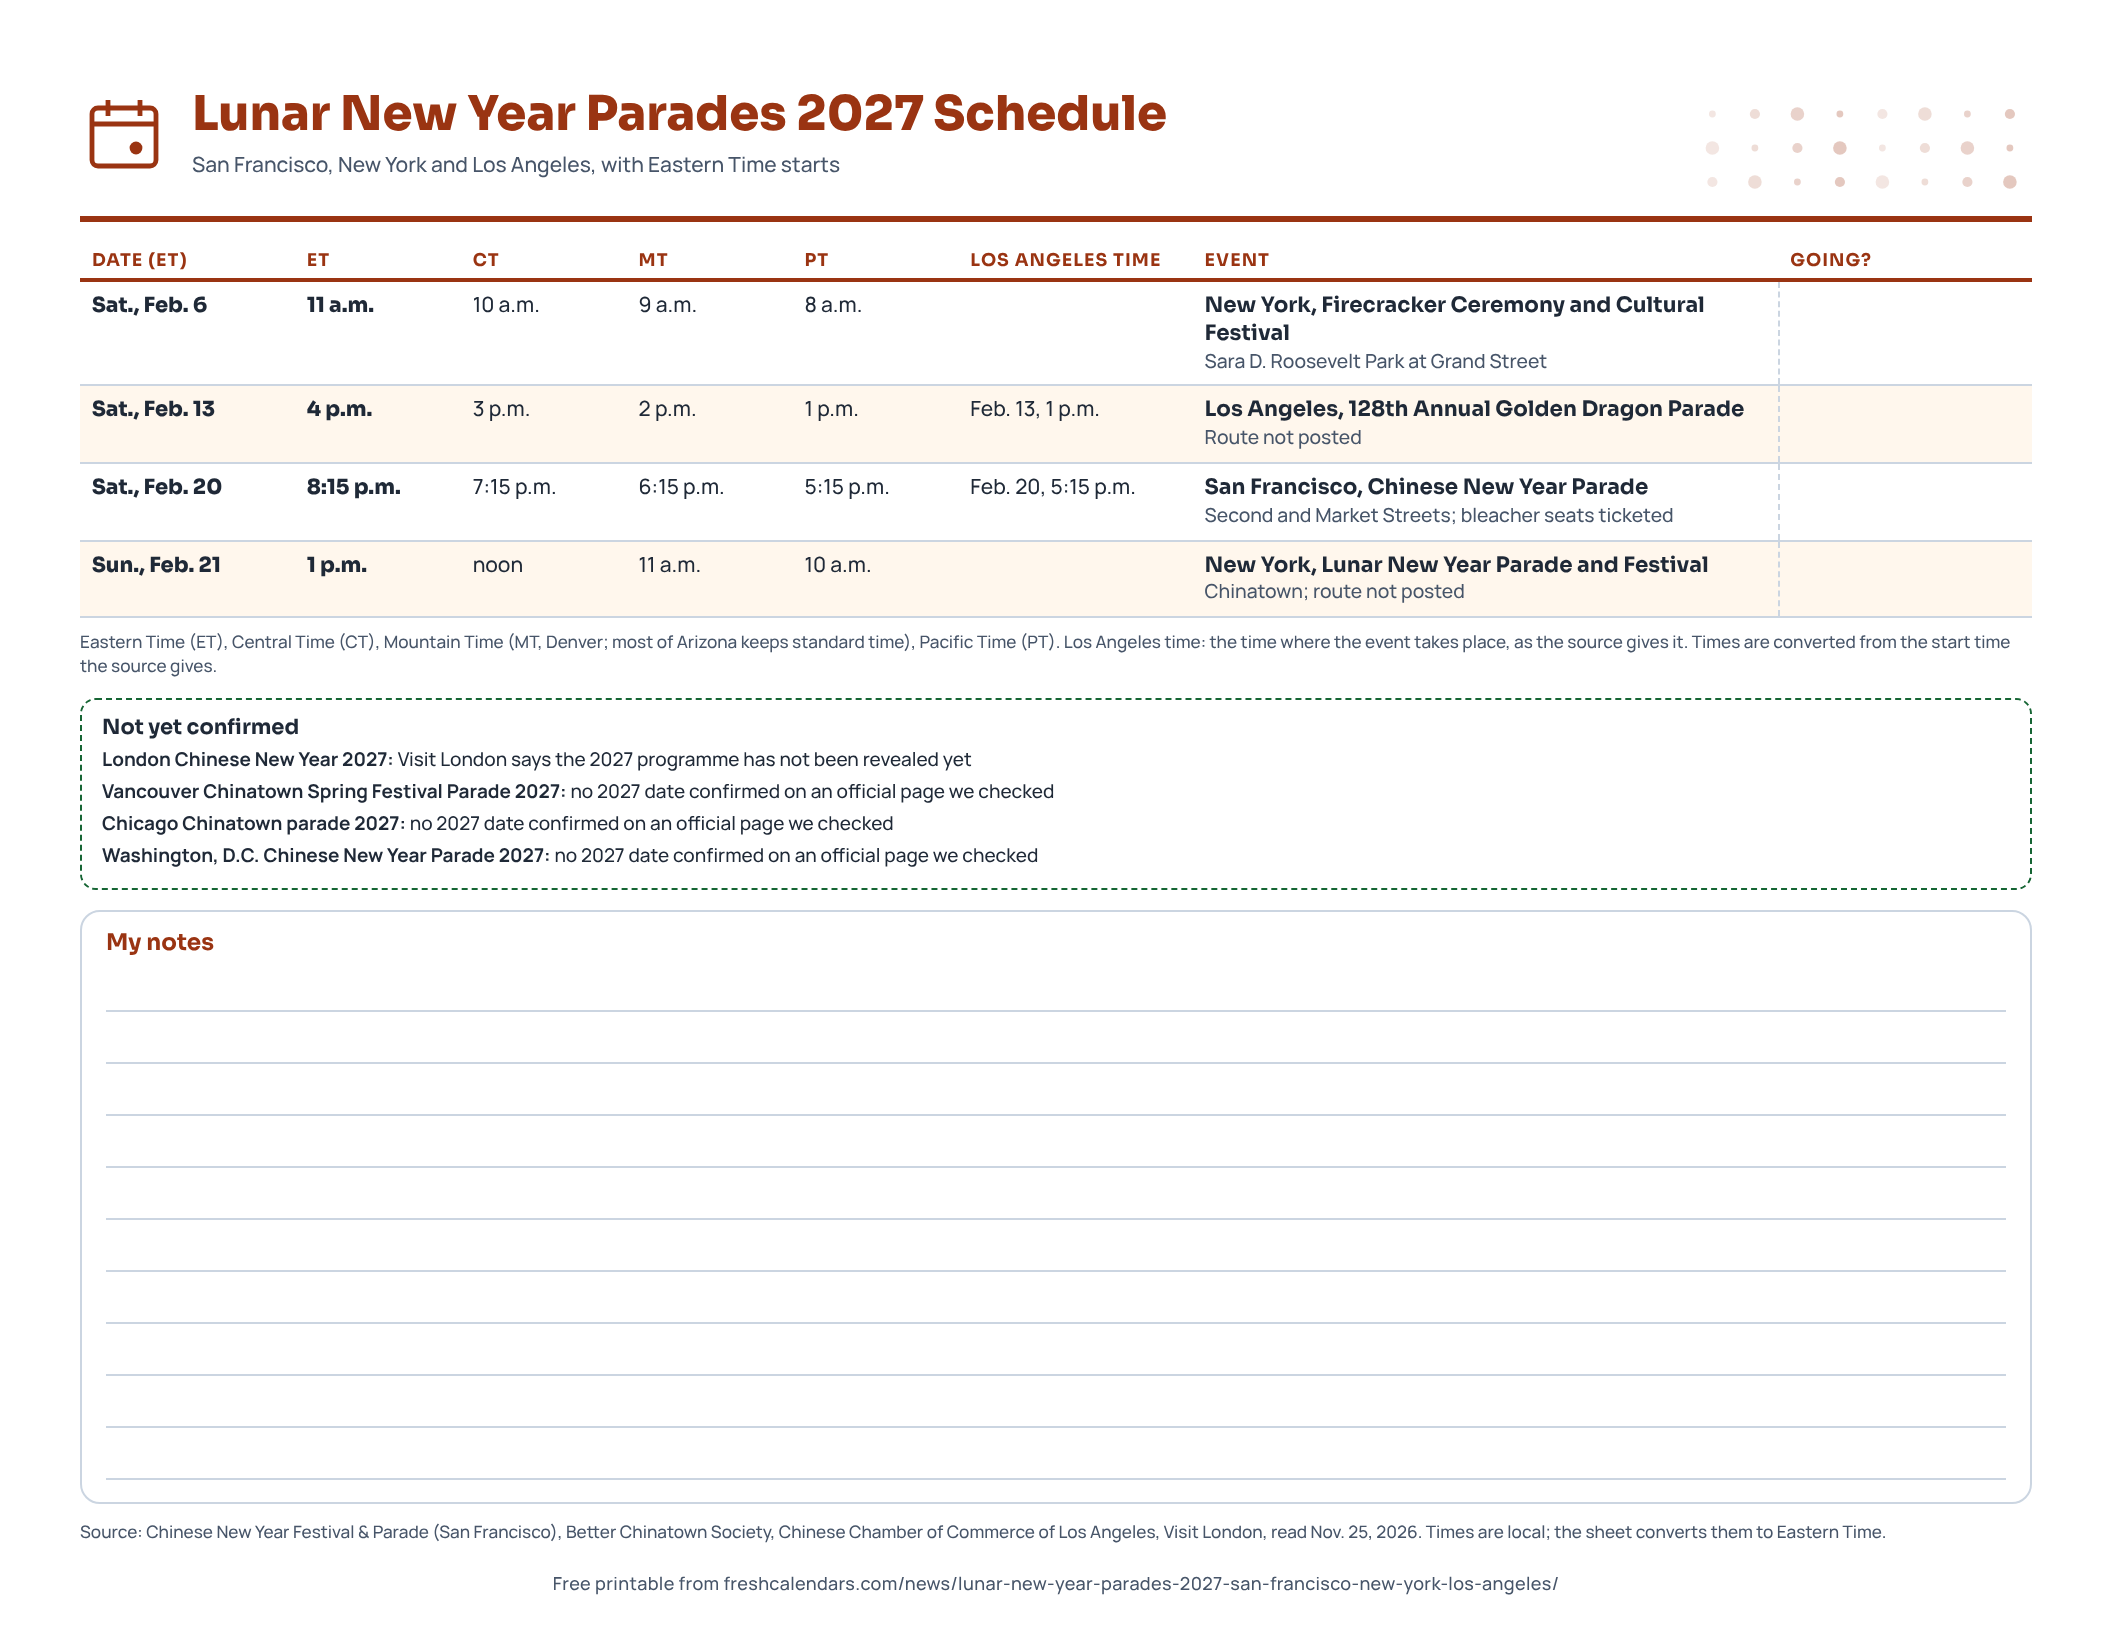 Lunar New Year Parades 2027 Schedule
San Francisco, New York and Los Angeles, with Eastern Time starts
DATE (ET) ET CT MT PT LOS ANGELES TIME EVENT GOING?
Sat., Feb. 6 11 a.m. 10 a.m. 9 a.m. 8 a.m. New York, Firecracker Ceremony and Cultural
Festival
Sara D. Roosevelt Park at Grand Street
Sat., Feb. 13 4 p.m. 3 p.m. 2 p.m. 1 p.m. Feb. 13, 1 p.m. Los Angeles, 128th Annual Golden Dragon Parade
Route not posted
Sat., Feb. 20 8:15 p.m. 7:15 p.m. 6:15 p.m. 5:15 p.m. Feb. 20, 5:15 p.m. San Francisco, Chinese New Year Parade
Second and Market Streets; bleacher seats ticketed
Sun., Feb. 21 1 p.m. noon 11 a.m. 10 a.m. New York, Lunar New Year Parade and Festival
Chinatown; route not posted
Eastern Time (ET), Central Time (CT), Mountain Time (MT, Denver; most of Arizona keeps standard time), Pacific Time (PT). Los Angeles time: the time where the event takes place, as the source gives it. Times are converted from the start time
the source gives.
Not yet confirmed
London Chinese New Year 2027: Visit London says the 2027 programme has not been revealed yet
Vancouver Chinatown Spring Festival Parade 2027: no 2027 date confirmed on an official page we checked
Chicago Chinatown parade 2027: no 2027 date confirmed on an official page we checked
Washington, D.C. Chinese New Year Parade 2027: no 2027 date confirmed on an official page we checked
My notes
Source: Chinese New Year Festival & Parade (San Francisco), Better Chinatown Society, Chinese Chamber of Commerce of Los Angeles, Visit London, read Nov. 25, 2026. Times are local; the sheet converts them to Eastern Time.
Free printable from freshcalendars.com/news/lunar-new-year-parades-2027-san-francisco-new-york-los-angeles/